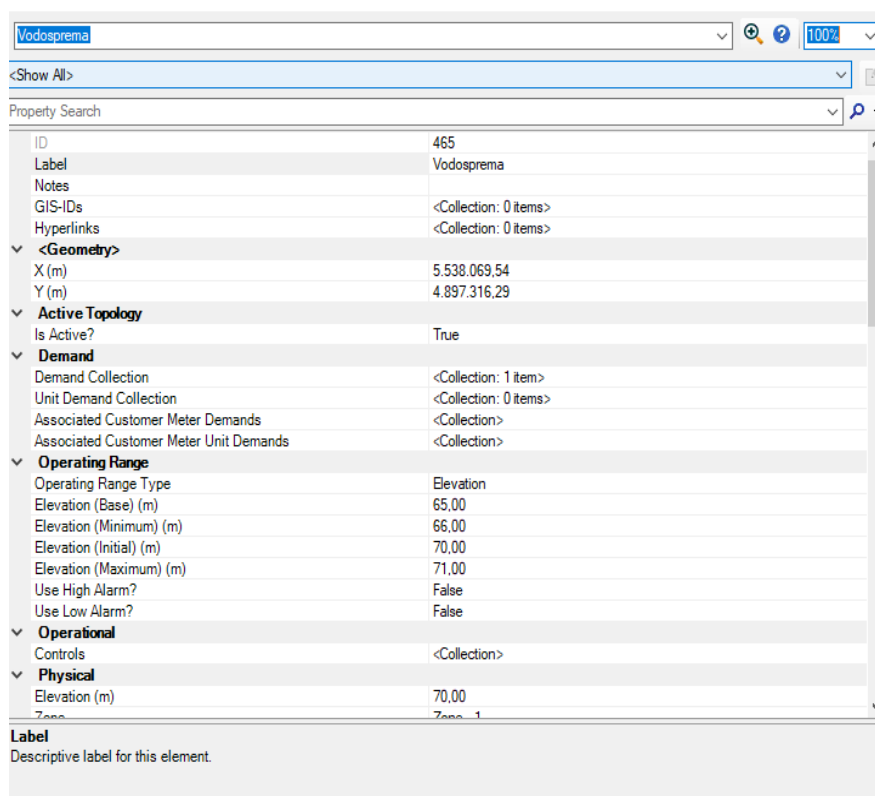 Vodosprema 100%
<Show All>
Property Search
ID 465
Label Vodosprema
Notes
GIS-IDs <Collection: 0 items>
Hyperlinks <Collection: 0 items>
<Geometry>
X (m) 5.538.069,54
Y (m) 4.897.316,29
Active Topology
Is Active? True
Demand
Demand Collection <Collection: 1 item>
Unit Demand Collection <Collection: 0 items>
Associated Customer Meter Demands <Collection>
Associated Customer Meter Unit Demands <Collection>
Operating Range
Operating Range Type Elevation
Elevation (Base) (m) 65,00
Elevation (Minimum) (m) 66,00
Elevation (Initial) (m) 70,00
Elevation (Maximum) (m) 71,00
Use High Alarm? False
Use Low Alarm? False
Operational
Controls <Collection>
Physical
Elevation (m) 70,00
Zone Zone - 1
Label
Descriptive label for this element.